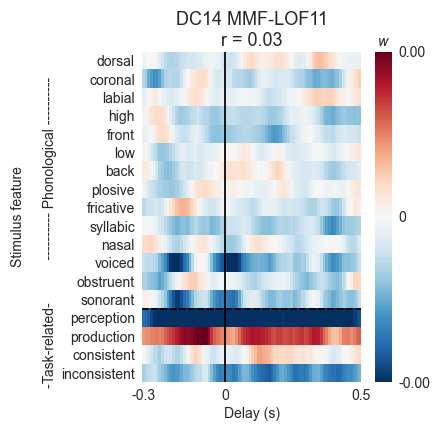 DC14 MMF-LOF11
r = 0.03
w
0.00
0
-0.00
Stimulus feature
-Task-related- ----------- Phonological -----------
dorsal
coronal
labial
high
front
low
back
plosive
fricative
syllabic
nasal
voiced
obstruent
sonorant
perception
production
consistent
inconsistent
-0.3 0 0.5
Delay (s)